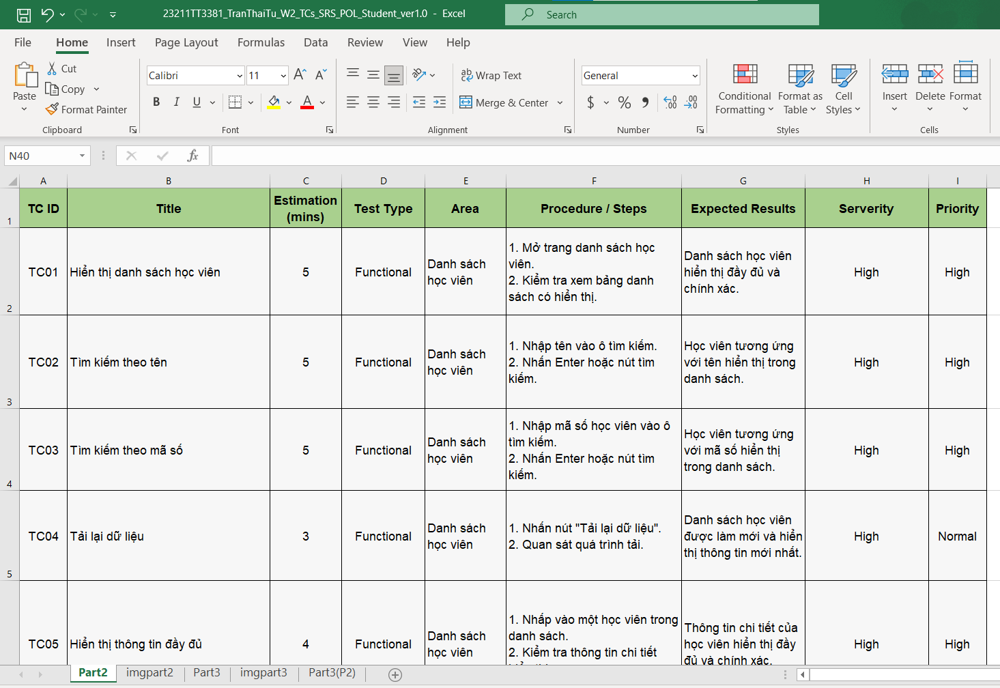 23211TT3381_TranThaiTu_W2_TCs_SRS_POL_Student_ver1.0 - Excel
Search
File Home Insert Page Layout Formulas Data Review View Help
Paste
Cut
Copy
Format Painter
Clipboard
Calibri 11
B I U
Font
Wrap Text
Merge & Center
Alignment
General
$ % ,
Number
Conditional Formatting
Format as Table
Cell Styles
Styles
Insert Delete Format
Cells
N40 fx
A B C D E F G H I
1
TC ID
Title
Estimation
(mins)
Test Type
Area
Procedure / Steps
Expected Results
Serverity
Priority
2
TC01
Hiển thị danh sách học viên
5
Functional
Danh sách
học viên
1. Mở trang danh sách học
viên.
2. Kiểm tra xem bảng danh
sách có hiển thị.
Danh sách học viên
hiển thị đầy đủ và
chính xác.
High
High
3
TC02
Tìm kiếm theo tên
5
Functional
Danh sách
học viên
1. Nhập tên vào ô tìm kiếm.
2. Nhấn Enter hoặc nút tìm
kiếm.
Học viên tương ứng
với tên hiển thị trong
danh sách.
High
High
4
TC03
Tìm kiếm theo mã số
5
Functional
Danh sách
học viên
1. Nhập mã số học viên vào ô
tìm kiếm.
2. Nhấn Enter hoặc nút tìm
kiếm.
Học viên tương ứng
với mã số hiển thị
trong danh sách.
High
High
5
TC04
Tải lại dữ liệu
3
Functional
Danh sách
học viên
1. Nhấn nút "Tải lại dữ liệu".
2. Quan sát quá trình tải.
Danh sách học viên
được làm mới và hiển
thị thông tin mới nhất.
High
Normal
TC05
Hiển thị thông tin đầy đủ
4
Functional
Danh sách
học viên
1. Nhấp vào một học viên trong
danh sách.
2. Kiểm tra thông tin chi tiết
Thông tin chi tiết của
học viên hiển thị đầy
đủ và chính xác.
High
High
Part2 imgpart2 Part3 imgpart3 Part3(P2)